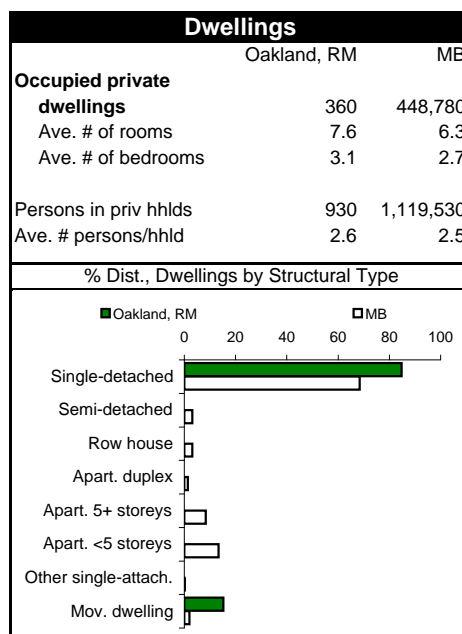 Dwellings
Oakland, RM MB
Occupied private
dwellings 360 448,780
Ave. # of rooms 7.6 6.3
Ave. # of bedrooms 3.1 2.7
Persons in priv hhlds 930 1,119,530
Ave. # persons/hhld 2.6 2.5
% Dist., Dwellings by Structural Type
Oakland, RM MB
0 20 40 60 80 100
Single-detached
Semi-detached
Row house
Apart. duplex
Apart. 5+ storeys
Apart. <5 storeys
Other single-attach.
Mov. dwelling